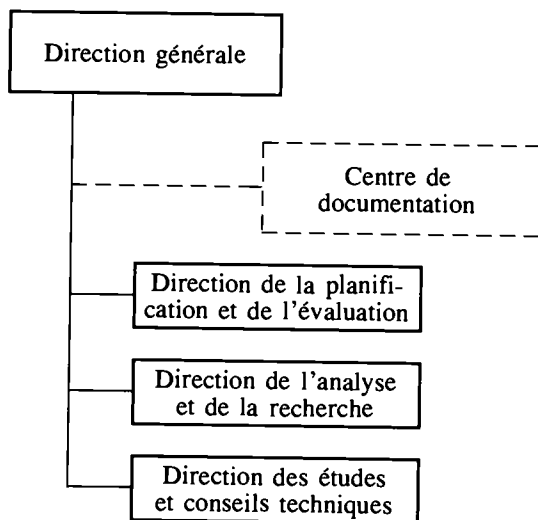 Direction générale
Centre de
documentation
Direction de la planifi-
cation et de l'évaluation
Direction de l'analyse
et de la recherche
Direction des études
et conseils techniques